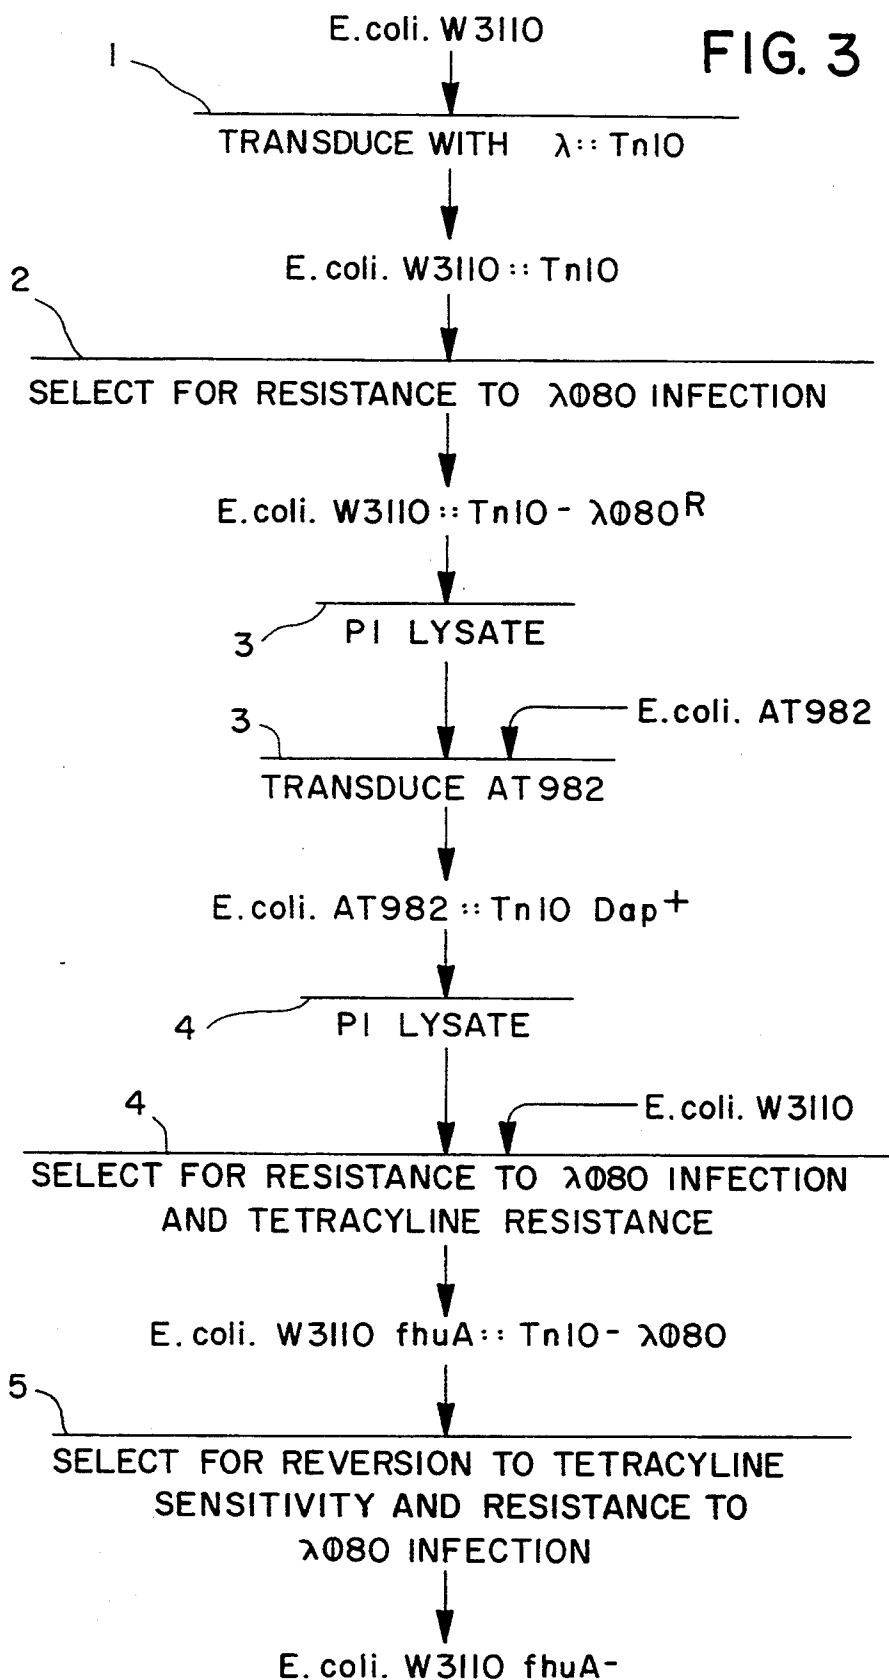 E.coli. W3110
FIG. 3
1
TRANSDUCE WITH λ::Tn10
E.coli. W3110::Tn10
2
SELECT FOR RESISTANCE TO λΦ80 INFECTION
E.coli. W3110::Tn10 - λΦ80R
3
P1 LYSATE
E.coli. AT982
3
TRANSDUCE AT982
E.coli. AT982::Tn10 Dap+
4
P1 LYSATE
E.coli. W3110
4
SELECT FOR RESISTANCE TO λΦ80 INFECTION
AND TETRACYLINE RESISTANCE
E.coli. W3110 fhuA::Tn10- λΦ80
5
SELECT FOR REVERSION TO TETRACYLINE
SENSITIVITY AND RESISTANCE TO
λΦ80 INFECTION
E.coli. W3110 fhuA-